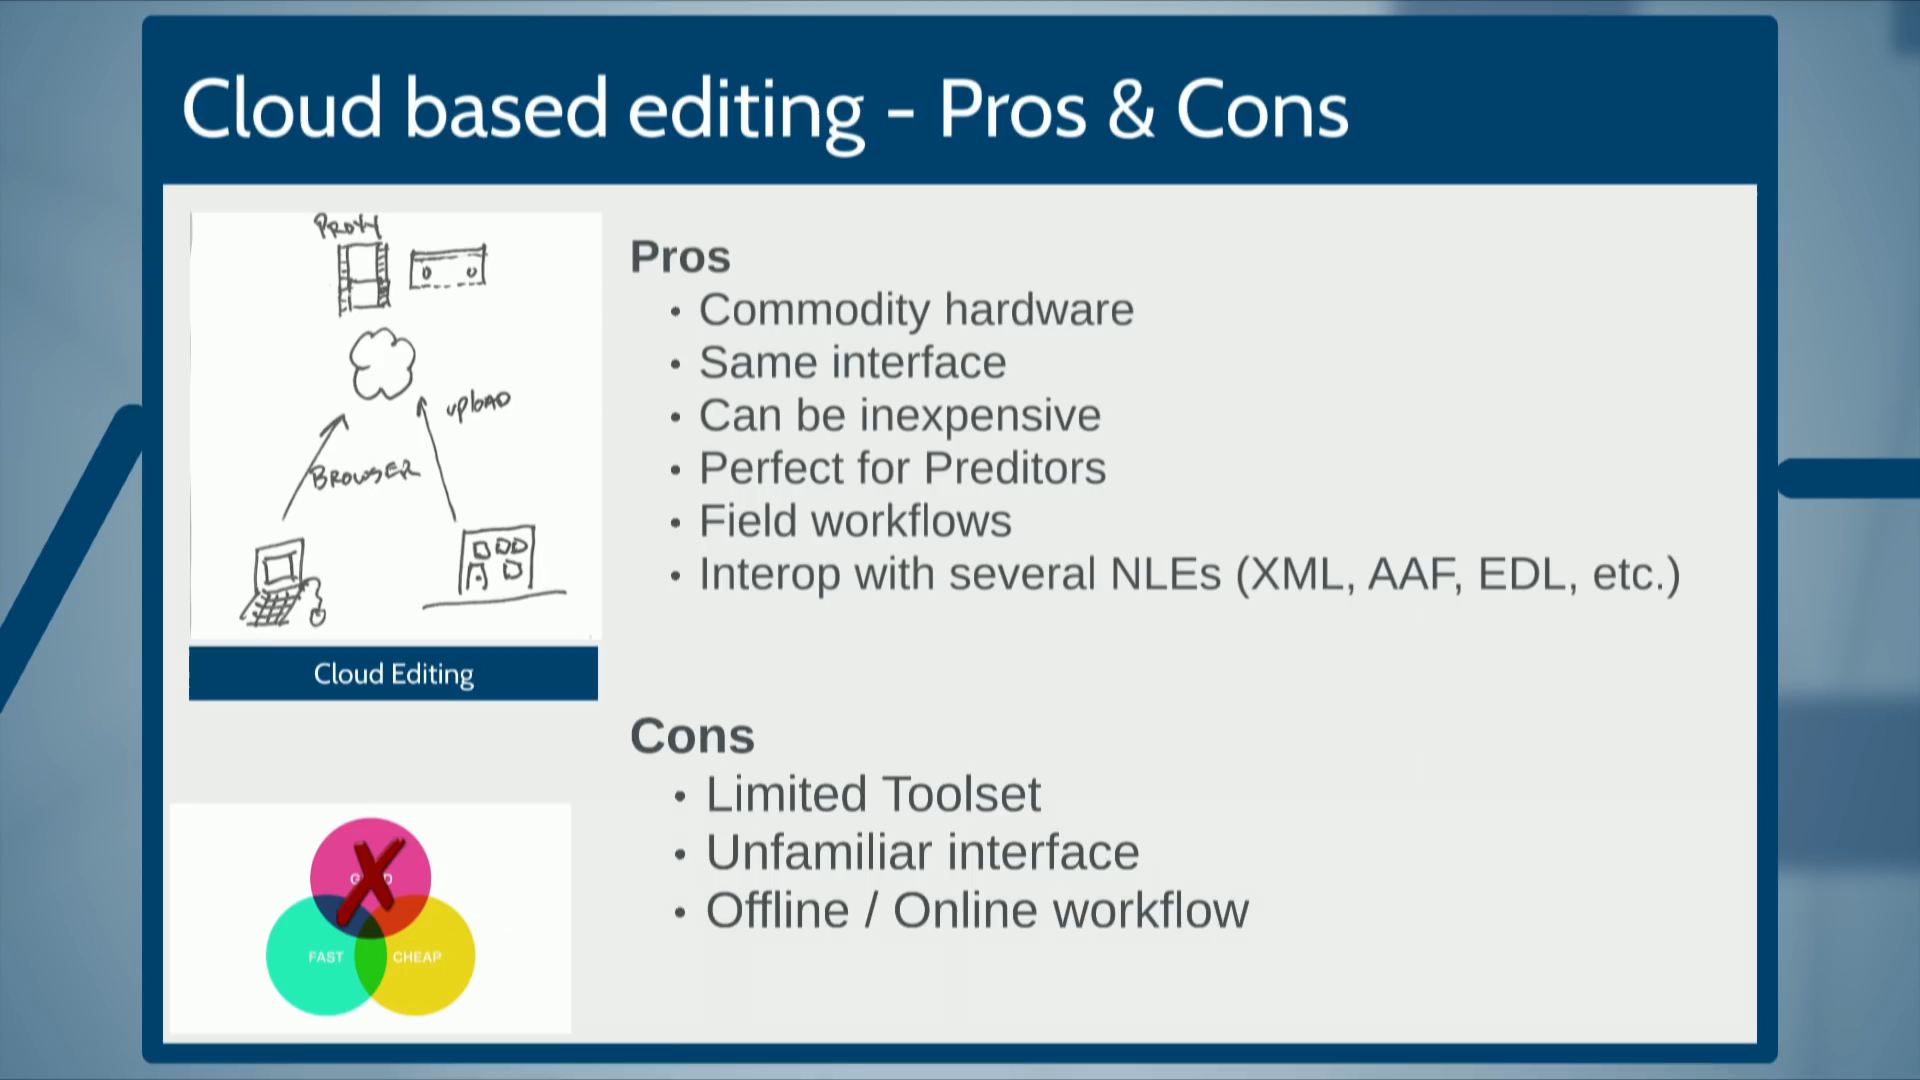 Cloud based editing - Pros & Cons
PROXY
UPLOAD
BROWSER
Cloud Editing
Pros
• Commodity hardware
• Same interface
• Can be inexpensive
• Perfect for Preditors
• Field workflows
• Interop with several NLEs (XML, AAF, EDL, etc.)
Cons
• Limited Toolset
• Unfamiliar interface
• Offline / Online workflow
FAST
CHEAP